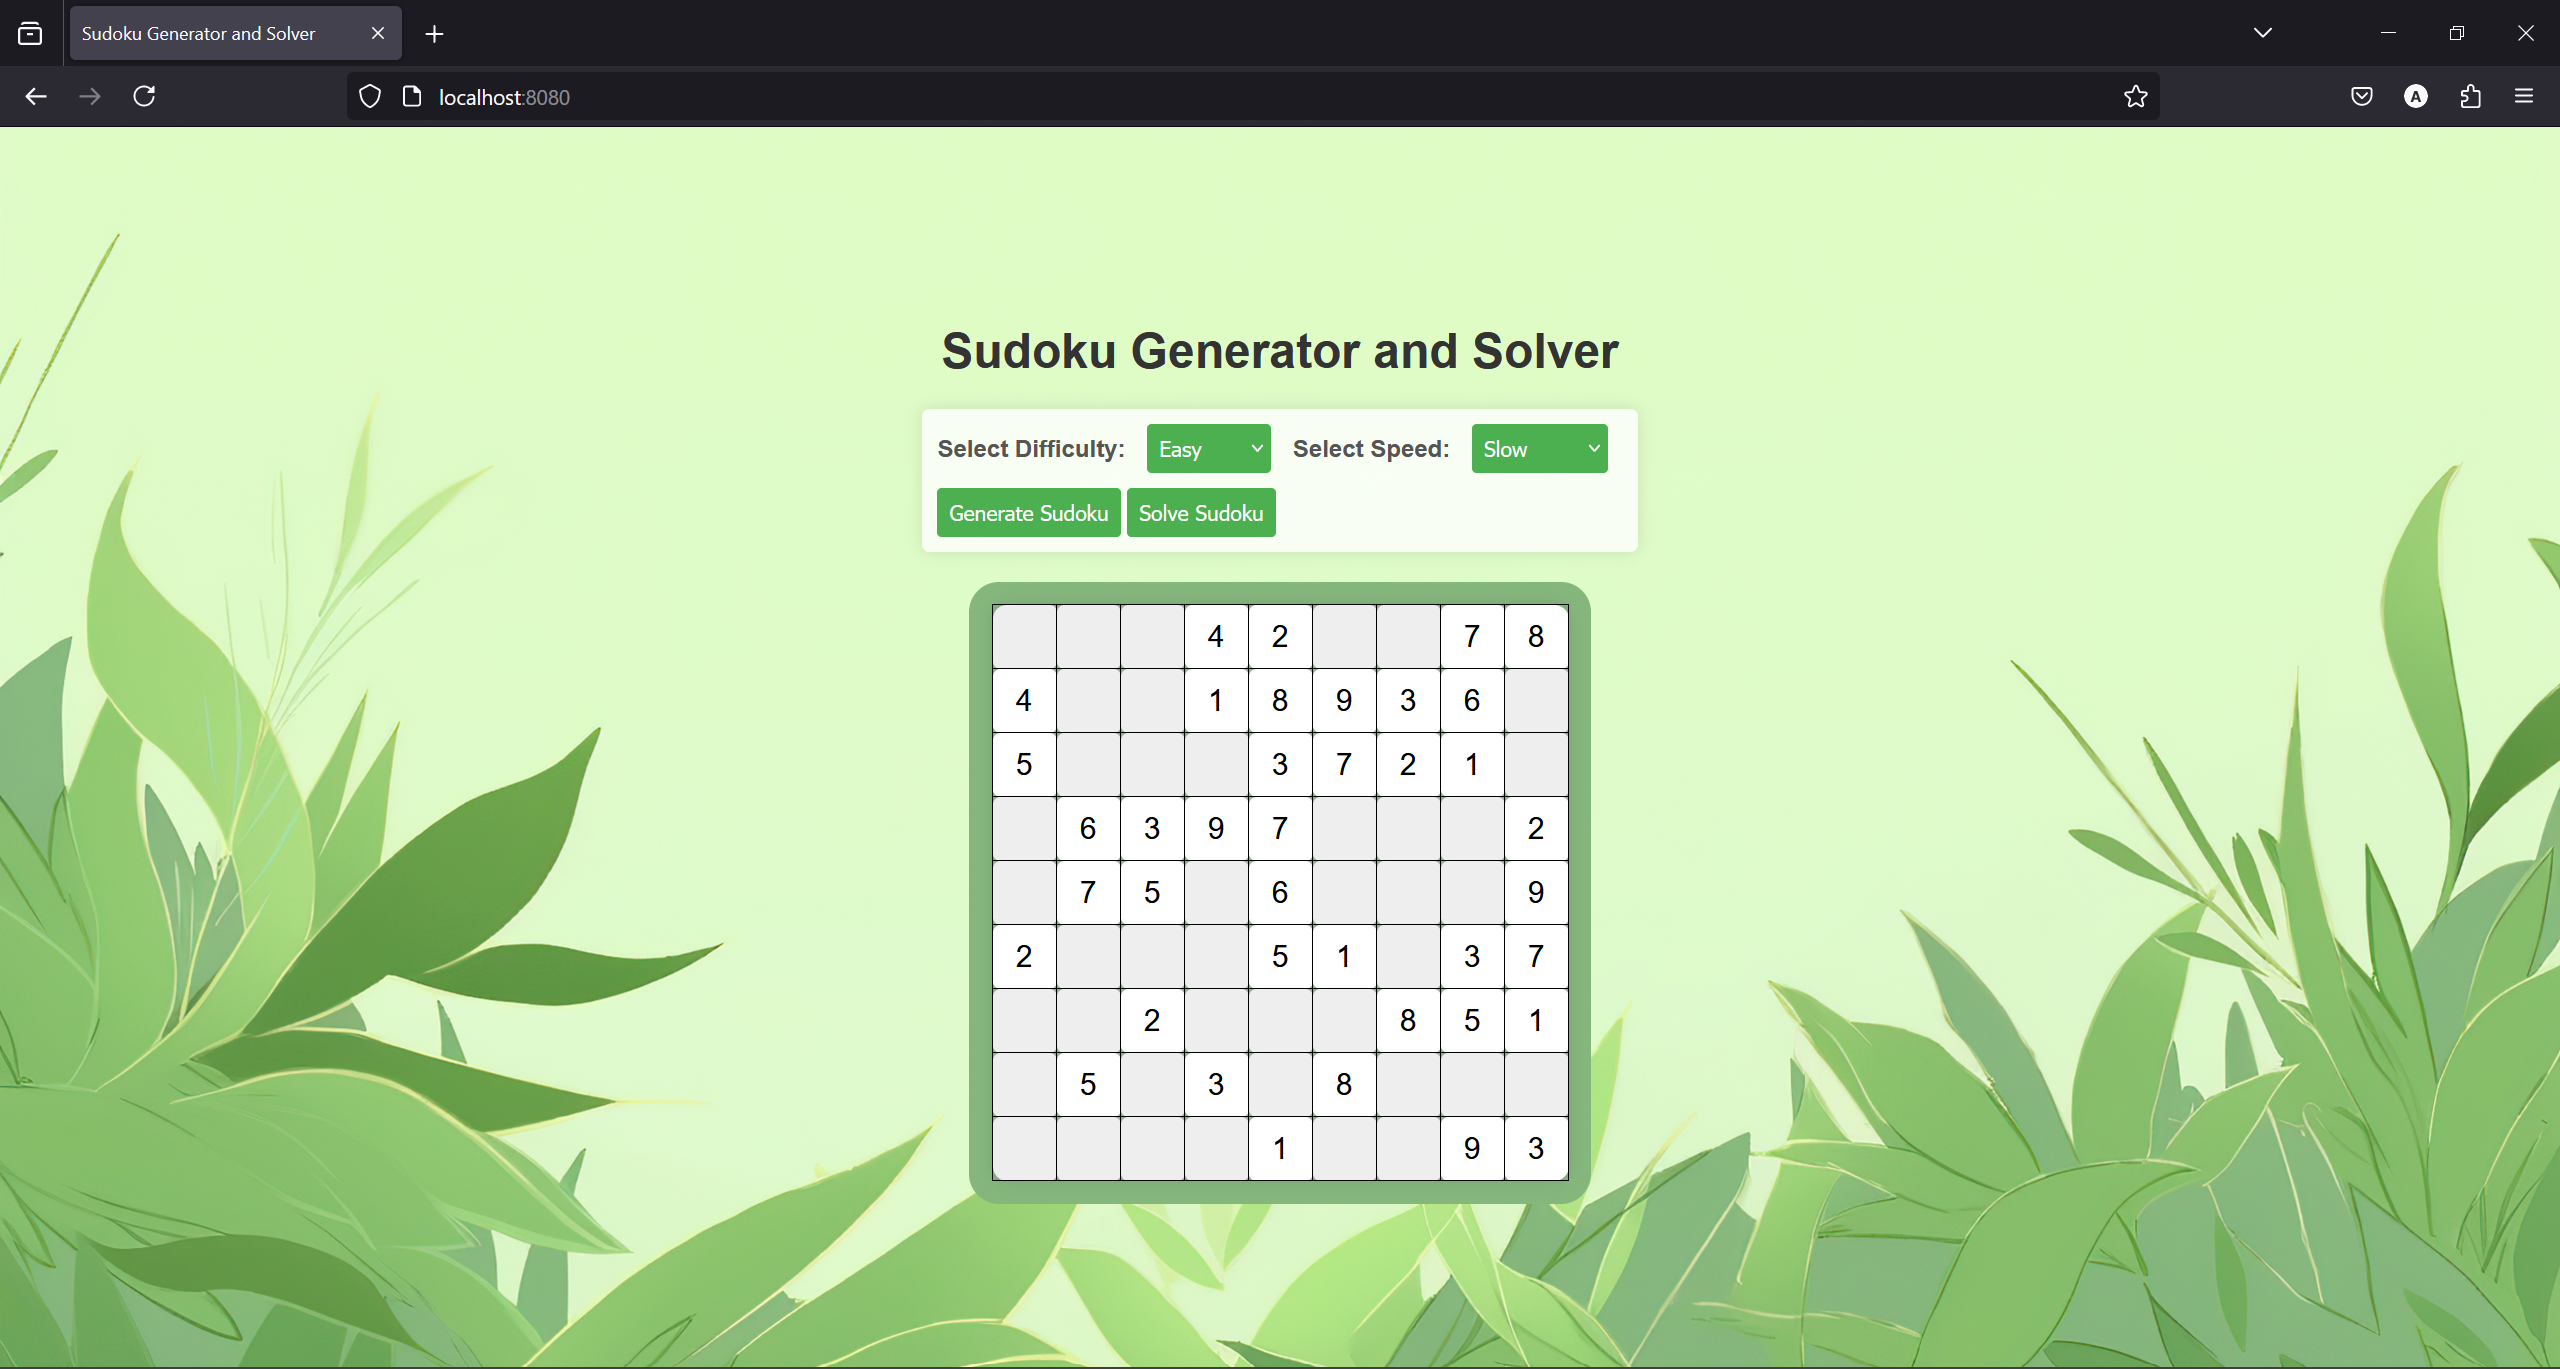 Sudoku Generator and Solver
localhost:8080
A
Sudoku Generator and Solver
Select Difficulty: Easy Select Speed: Slow
Generate Sudoku Solve Sudoku
4 2 7 8
4 1 8 9 3 6
5 3 7 2 1
6 3 9 7 2
7 5 6 9
2 5 1 3 7
2 8 5 1
5 3 8
1 9 3